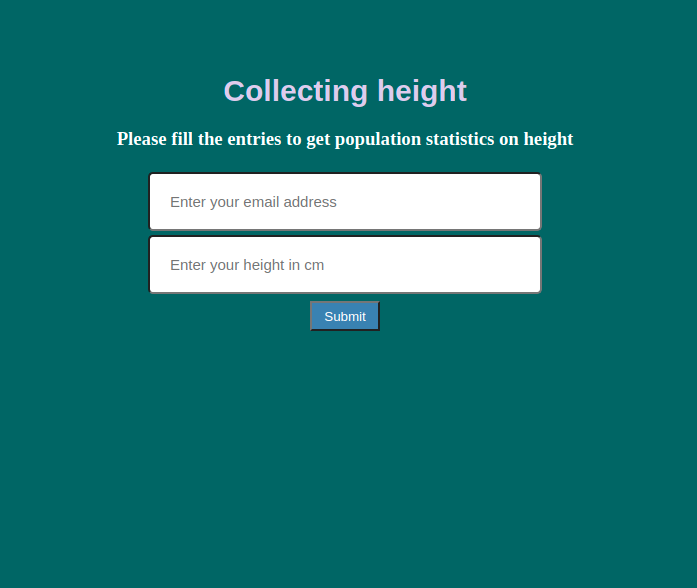 Collecting height
Please fill the entries to get population statistics on height
Enter your email address
Enter your height in cm
Submit